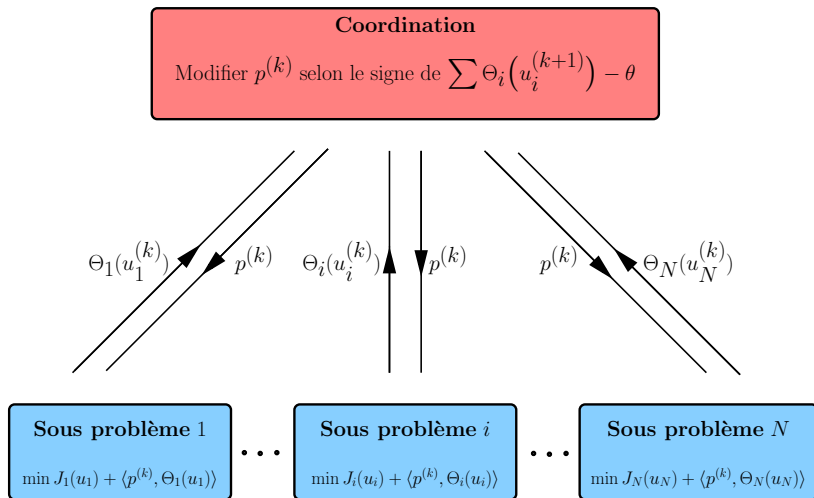 Coordination
Modifier p^{(k)} selon le signe de ∑ Θ_i(u_i^{(k+1)}) − θ
Θ_1(u_1^{(k)}) p^{(k)} Θ_i(u_i^{(k)}) p^{(k)} p^{(k)} Θ_N(u_N^{(k)})
Sous problème 1 ... Sous problème i ... Sous problème N
min J_1(u_1) + ⟨p^{(k)}, Θ_1(u_1)⟩ min J_i(u_i) + ⟨p^{(k)}, Θ_i(u_i)⟩ min J_N(u_N) + ⟨p^{(k)}, Θ_N(u_N)⟩